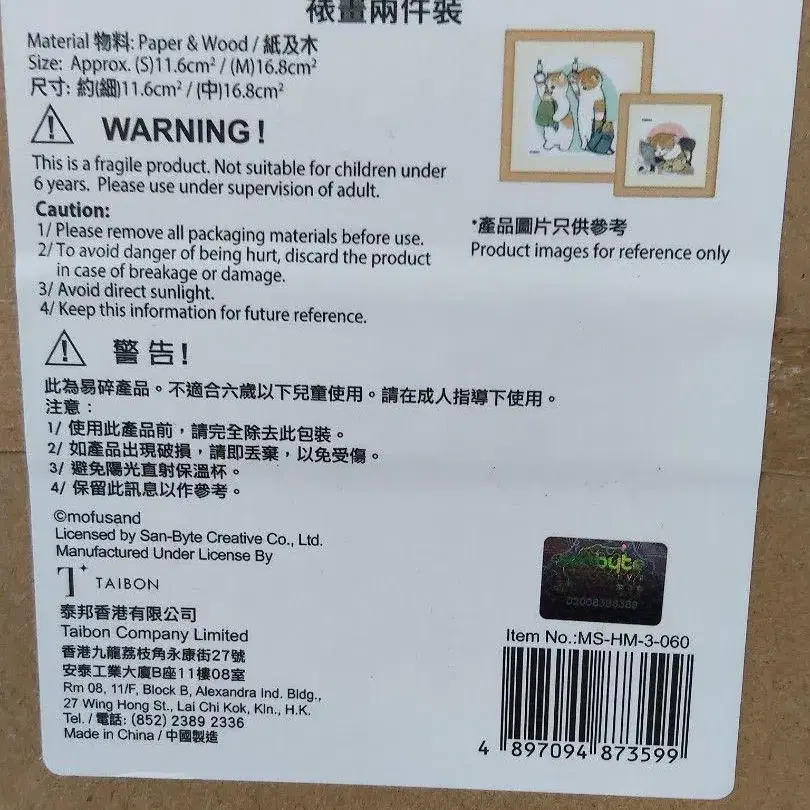 裱畫兩件裝
Material 物料: Paper & Wood / 紙及木
Size: Approx. (S)11.6cm² / (M)16.8cm²
尺寸: 約(細)11.6cm² / (中)16.8cm²
WARNING !
This is a fragile product. Not suitable for children under
6 years. Please use under supervision of adult.
Caution:
1/ Please remove all packaging materials before use.
2/ To avoid danger of being hurt, discard the product
in case of breakage or damage.
3/ Avoid direct sunlight.
4/ Keep this information for future reference.
*產品圖片只供參考
Product images for reference only
警告!
此為易碎產品。不適合六歲以下兒童使用。請在成人指導下使用。
注意：
1/ 使用此產品前，請完全除去此包裝。
2/ 如產品出現破損，請即丟棄，以免受傷。
3/ 避免陽光直射保溫杯。
4/ 保留此訊息以作參考。
©mofusand
Licensed by San-Byte Creative Co., Ltd.
Manufactured Under License By
TAIBON
泰邦香港有限公司
Taibon Company Limited
香港九龍荔枝角永康街27號
安泰工業大廈B座11樓08室
Rm 08, 11/F, Block B, Alexandra Ind. Bldg.,
27 Wing Hong St., Lai Chi Kok, Kln., H.K.
Tel. / 電話: (852) 2389 2336
Made in China / 中國製造
Item No.:MS-HM-3-060
4 897094 873599